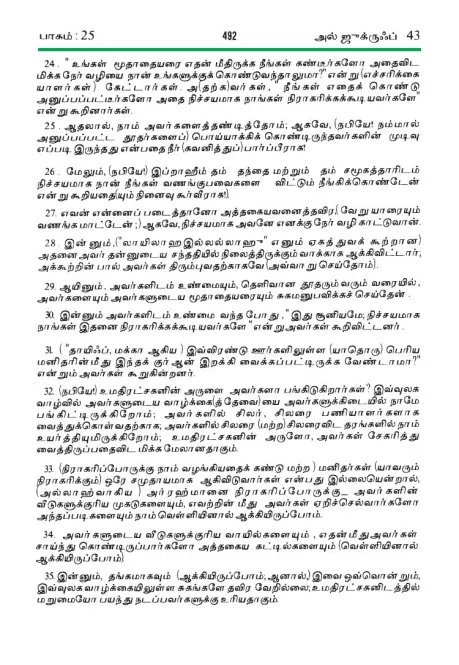 பாகம் : 25 492 அல் ஜுக்ருஃப் 43
24 . " உங்கள் மூதாதையரை எதன் மீதிருக்க நீங்கள் கண்டீர்களோ அதைவிட
மிக்க நேர் வழியை நான் உங்களுக்குக் கொண்டுவந்தாலுமா?" என்று (எச்சரிக்கை
யாளர்கள் ) கேட்டார்கள். அ(தற்க)வர்கள் , " நீங்கள் எதைக் கொண்டு
அனுப்பப்பட்டீர்களோ அதை நிச்சயமாக நாங்கள் நிராகரிக்கக்கூடியவர்களே"
என்று கூறினார்கள்.
25 . ஆதலால், நாம் அவர்களைத்தண்டித்தோம்; ஆகவே, (நபியே! நம்மால்
அனுப்பப்பட்ட தூதர்களைப்) பொய்யாக்கிக் கொண்டிருந்தவர்களின் முடிவு
எப்படி இருந்தது என்பதை நீர் (கவனித்துப்) பார்ப்பீராக!
26 . மேலும், (நபியே!) இப்றாஹீம் தம் தந்தை மற்றும் தம் சமூகத்தாரிடம்
நிச்சயமாக நான் நீங்கள் வணங்குபவைகளை விட்டும் நீங்கிக்கொண்டேன்
என்று கூறியதை(யும் நினைவு கூர்வீராக!).
27. எவன் என்னைப் படைத்தானோ அத்தகையவனைத்தவிர,( வேறு யாரையும்
வணங்க மாட்டேன் ; ) ஆகவே,நிச்சயமாக அவனே எனக்கு நேர் வழி காட்டுவான்.
28. இன்னும்,("லாயிலாஹ இல்லல்லாஹு" எனும் ஏகத்துவக் கூற்றான )
அதனை அவர் தன்னுடைய சந்ததியில் நிலைத்திருக்கும் வாக்காக ஆக்கிவிட்டார்;
அக்கூற்றின் பால் அவர்கள் திரும்புவதற்காகவே (அவ்வாறு செய்தோம்).
29. ஆயினும், அவர்களிடம் உண்மையும், தெளிவான தூதரும் வரும் வரையில்,
அவர்களையும் அவர்களுடைய மூதாதையரையும் சுகமனுபவிக்கச் செய்தேன் .
30. இன்னும் அவர்களிடம் உண்மை வந்த போது , " இது சூனியமே; நிச்சயமாக
நாங்கள் இதனை நிராகரிக்கக்கூடியவர்களே" என்று அவர்கள் கூறிவிட்டனர் .
31. ( "தாயிஃப், மக்கா ஆகிய ) இவ்விரண்டு ஊர்களிலுள்ள (யாதொரு) பெரிய
மனிதரின் மீது இந்தக் குர்ஆன் இறக்கி வைக்கப்பட்டிருக்க வேண்டாமா?"
என்றும் அவர்கள் கூறுகின்றனர்.
32. (நபியே!) உமதிரட்சகனின் அருளை அவர்களா பங்கிடுகிறார்கள்? இவ்வுலக
வாழ்வில் அவர்களுடைய வாழ்க்கை(த்தேவை)யை அவர்களுக்கிடையில் நாமே
பங்கிட்டிருக்கிறோம்; அவர்களில் சிலர், சிலரை பணியாளர்களாக
வைத்துக்கொள்வதற்காக; அவர்களில் சிலரை (மற்ற) சிலரைவிட தரங்களில் நாம்
உயர்த்தியுமிருக்கிறோம்; உமதிரட்சகனின் அருளோ, அவர்கள் சேகரித்து
வைத்திருப்பதைவிட மிக்க மேலானதாகும்.
33. (நிராகரிப்போருக்கு நாம் வழங்கியதைக் கண்டு மற்ற ) மனிதர்கள் (யாவரும்
நிராகரிக்கும்) ஒரே சமுதாயமாக ஆகிவிடுவார்கள் என்பது இல்லையென்றால்,
(அல்லாஹ்வாகிய ) அர்ரஹ்மானை நிராகரிப்போருக்கு_ அவர்களின்
வீடுகளுக்குரிய முகடுகளையும், எவற்றின் மீது அவர்கள் ஏறிச்செல்வார்களோ
அந்தப்படிகளையும் நாம் வெள்ளியினால் ஆக்கியிருப்போம்.
34. அவர்களுடைய வீடுகளுக்குரிய வாயில்களையும் , எதன் மீது அவர்கள்
சாய்ந்து கொண்டிருப்பார்களோ அத்தகைய கட்டில்களையும் (வெள்ளியினால்
ஆக்கியிருப்போம்)
35.இன்னும், தங்கமாகவும் (ஆக்கியிருப்போம்,ஆனால்,) இவை ஒவ்வொன்றும்,
இவ்வுலக வாழ்க்கையிலுள்ள சுகங்களே தவிர வேறில்லை; உமதிரட்சகனிடத்தில்
மறுமையோ பயந்து நடப்பவர்களுக்கு உரியதாகும்.